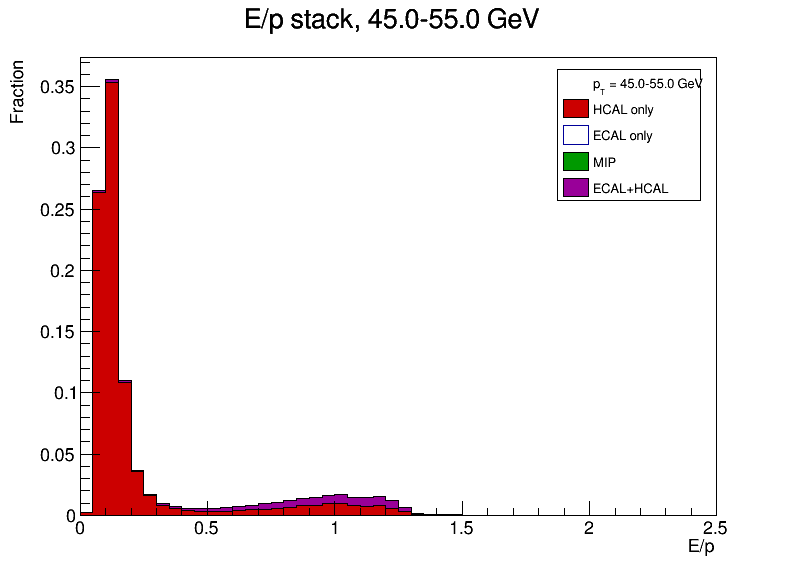 E/p stack, 45.0-55.0 GeV
Fraction
0.35
0.3
0.25
0.2
0.15
0.1
0.05
0
p_T = 45.0-55.0 GeV
HCAL only
ECAL only
MIP
ECAL+HCAL
0 0.5 1 1.5 2 2.5
E/p